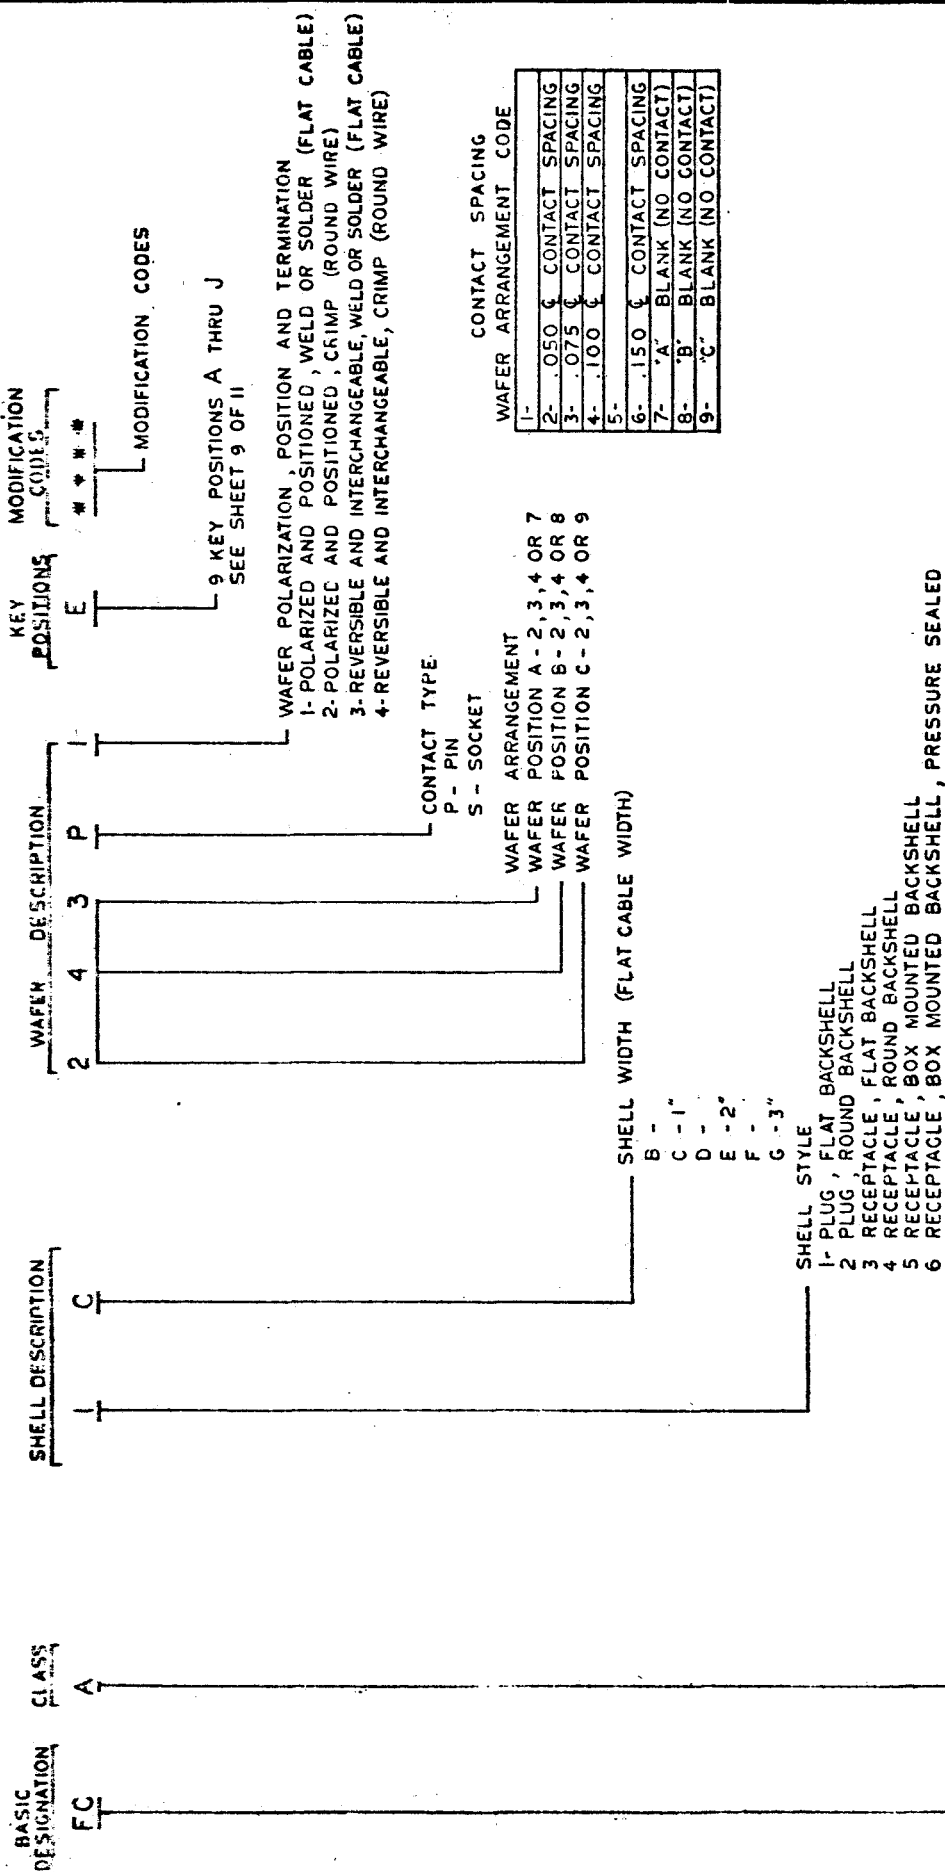 BASIC
DESIGNATION
CLASS
SHELL DESCRIPTION
WAFER DESCRIPTION
KEY
POSITIONS
MODIFICATION
CODES
FC
A
1
C
2
4
3
P
1
E
* * * *
MODIFICATION CODES
9 KEY POSITIONS A THRU J
SEE SHEET 9 OF 11
WAFER POLARIZATION, POSITION AND TERMINATION
1- POLARIZED AND POSITIONED, WELD OR SOLDER (FLAT CABLE)
2- POLARIZED AND POSITIONED, CRIMP (ROUND WIRE)
3- REVERSIBLE AND INTERCHANGEABLE, WELD OR SOLDER (FLAT CABLE)
4- REVERSIBLE AND INTERCHANGEABLE, CRIMP (ROUND WIRE)
CONTACT TYPE
P - PIN
S - SOCKET
WAFER ARRANGEMENT
WAFER POSITION A - 2,3,4 OR 7
WAFER POSITION B - 2,3,4 OR 8
WAFER POSITION C - 2,3,4 OR 9
CONTACT SPACING
WAFER ARRANGEMENT CODE
1-
2- .050 ℄ CONTACT SPACING
3- .075 ℄ CONTACT SPACING
4- .100 ℄ CONTACT SPACING
5-
6- .150 ℄ CONTACT SPACING
7- "A" BLANK (NO CONTACT)
8- "B" BLANK (NO CONTACT)
9- "C" BLANK (NO CONTACT)
SHELL WIDTH (FLAT CABLE WIDTH)
B -
C - 1"
D -
E - 2"
F -
G - 3"
SHELL STYLE
1- PLUG, FLAT BACKSHELL
2 PLUG, ROUND BACKSHELL
3 RECEPTACLE, FLAT BACKSHELL
4 RECEPTACLE, ROUND BACKSHELL
5 RECEPTACLE, BOX MOUNTED BACKSHELL
6 RECEPTACLE, BOX MOUNTED BACKSHELL, PRESSURE SEALED